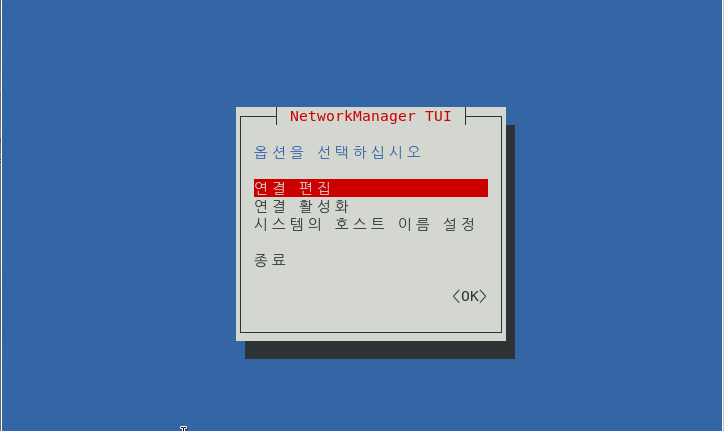 NetworkManager TUI
옵션을 선택하십시오
연결 편집
연결 활성화
시스템의 호스트 이름 설정
종료
<OK>